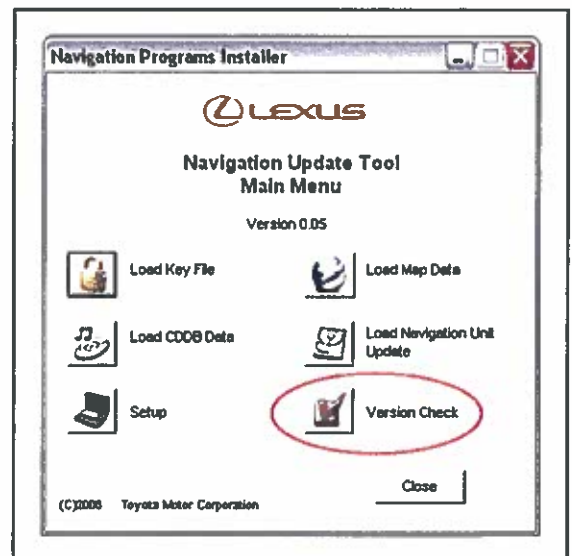 Navigation Programs Installer
LEXUS
Navigation Update Tool
Main Menu
Version 0.05
Load Key File
Load Map Data
Load CDDB Data
Load Navigation Unit
Update
Setup
Version Check
Close
(C)2006 Toyota Motor Corporation